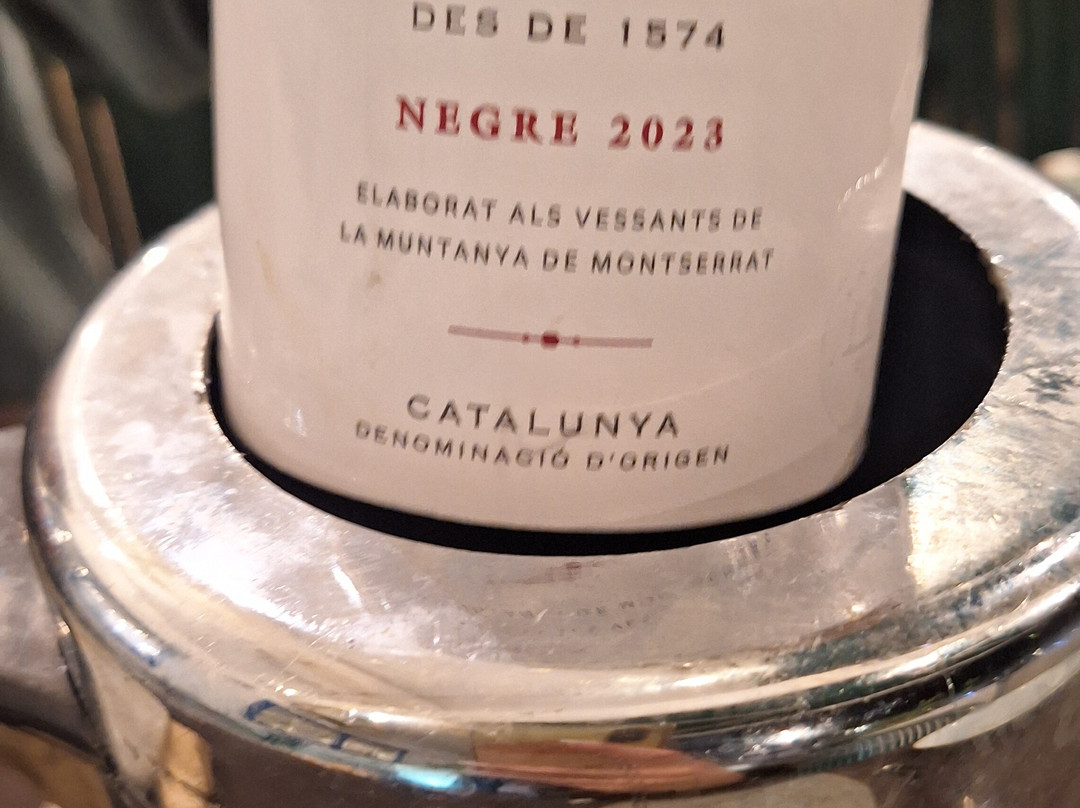 DES DE 1574
NEGRE 2023
ELABORAT ALS VESSANTS DE
LA MUNTANYA DE MONTSERRAT
CATALUNYA
DENOMINACIÓ D'ORIGEN